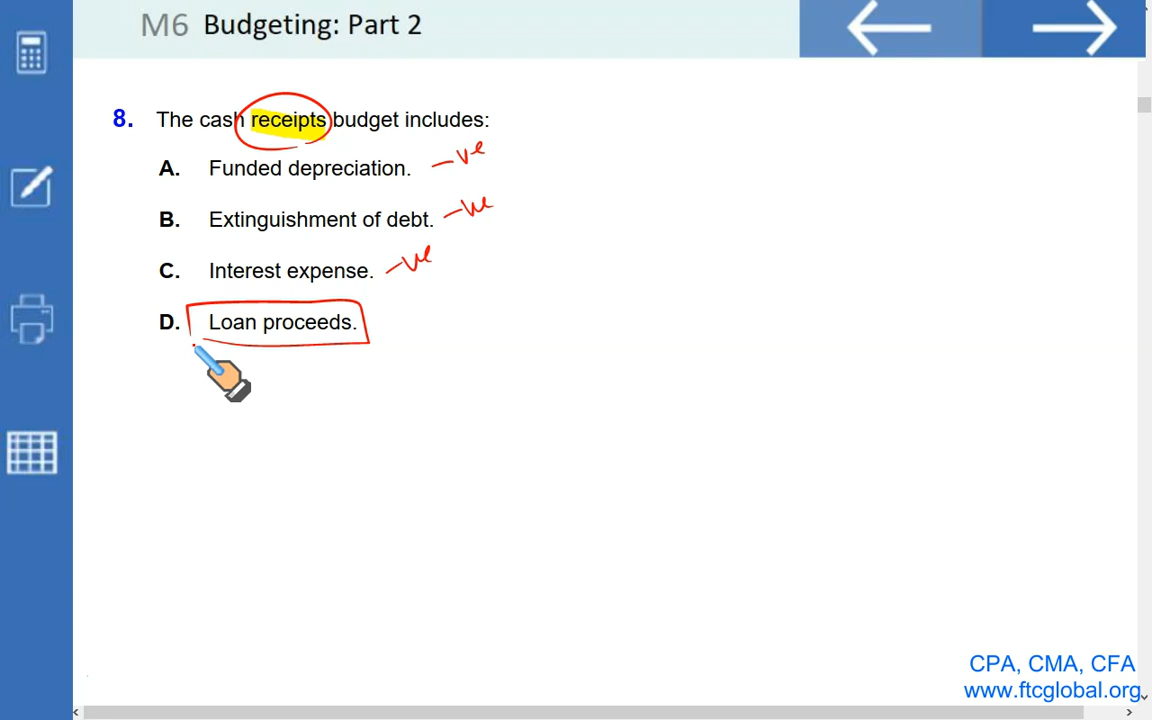 M6 Budgeting: Part 2
8. The cash receipts budget includes:
A. Funded depreciation. -ve
B. Extinguishment of debt. -ve
C. Interest expense. -ve
D. Loan proceeds.
CPA, CMA, CFA
www.ftcglobal.org